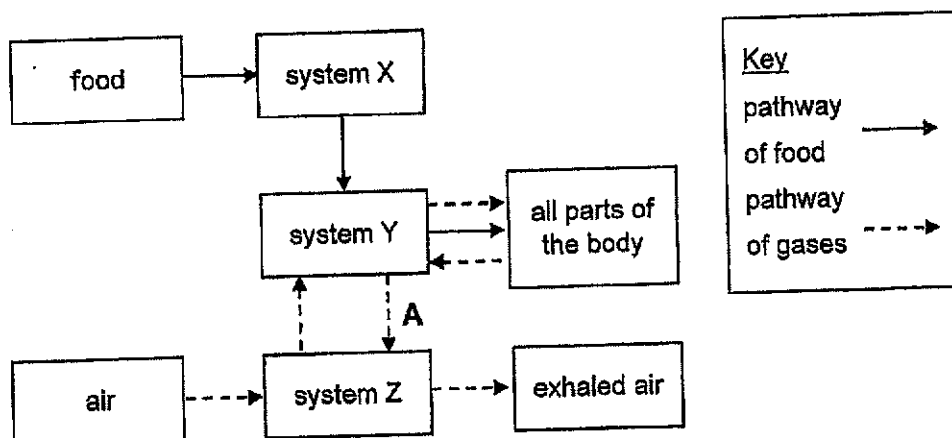 food
system X
Key
pathway
of food
pathway
of gases
system Y
all parts of
the body
A
air
system Z
exhaled air